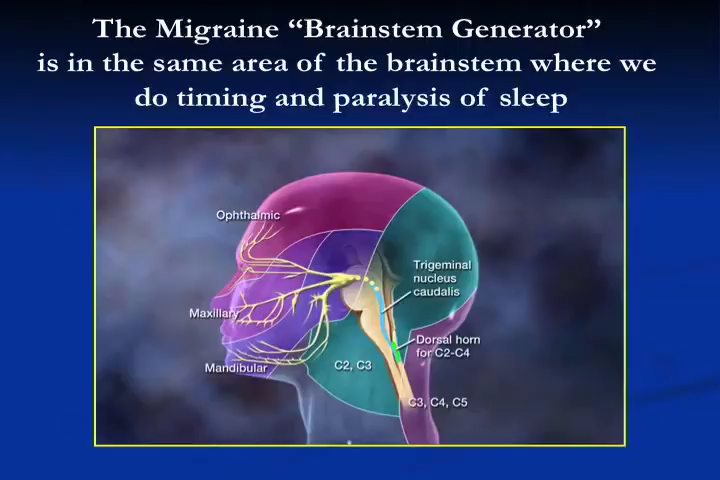 The Migraine “Brainstem Generator”
is in the same area of the brainstem where we
do timing and paralysis of sleep
Ophthalmic
Trigeminal
nucleus
caudalis
Maxillary
Dorsal horn
for C2-C4
Mandibular
C2, C3
C3, C4, C5